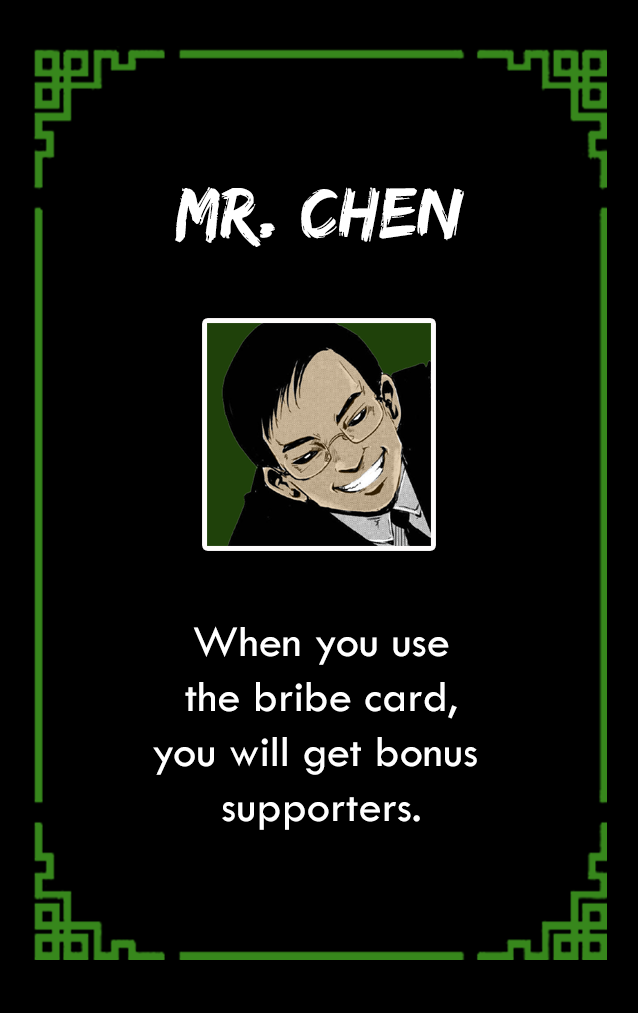 MR. CHEN
When you use
the bribe card,
you will get bonus
supporters.